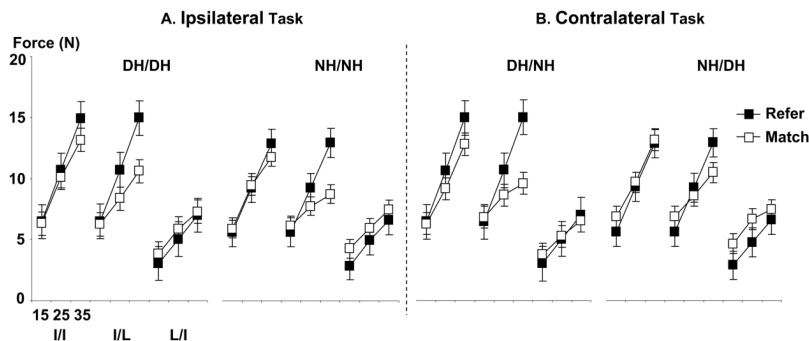 A. Ipsilateral Task
B. Contralateral Task
Force (N)
20
15
10
5
0
DH/DH
NH/NH
DH/NH
NH/DH
Refer
Match
15 25 35
I/I
I/L
L/I